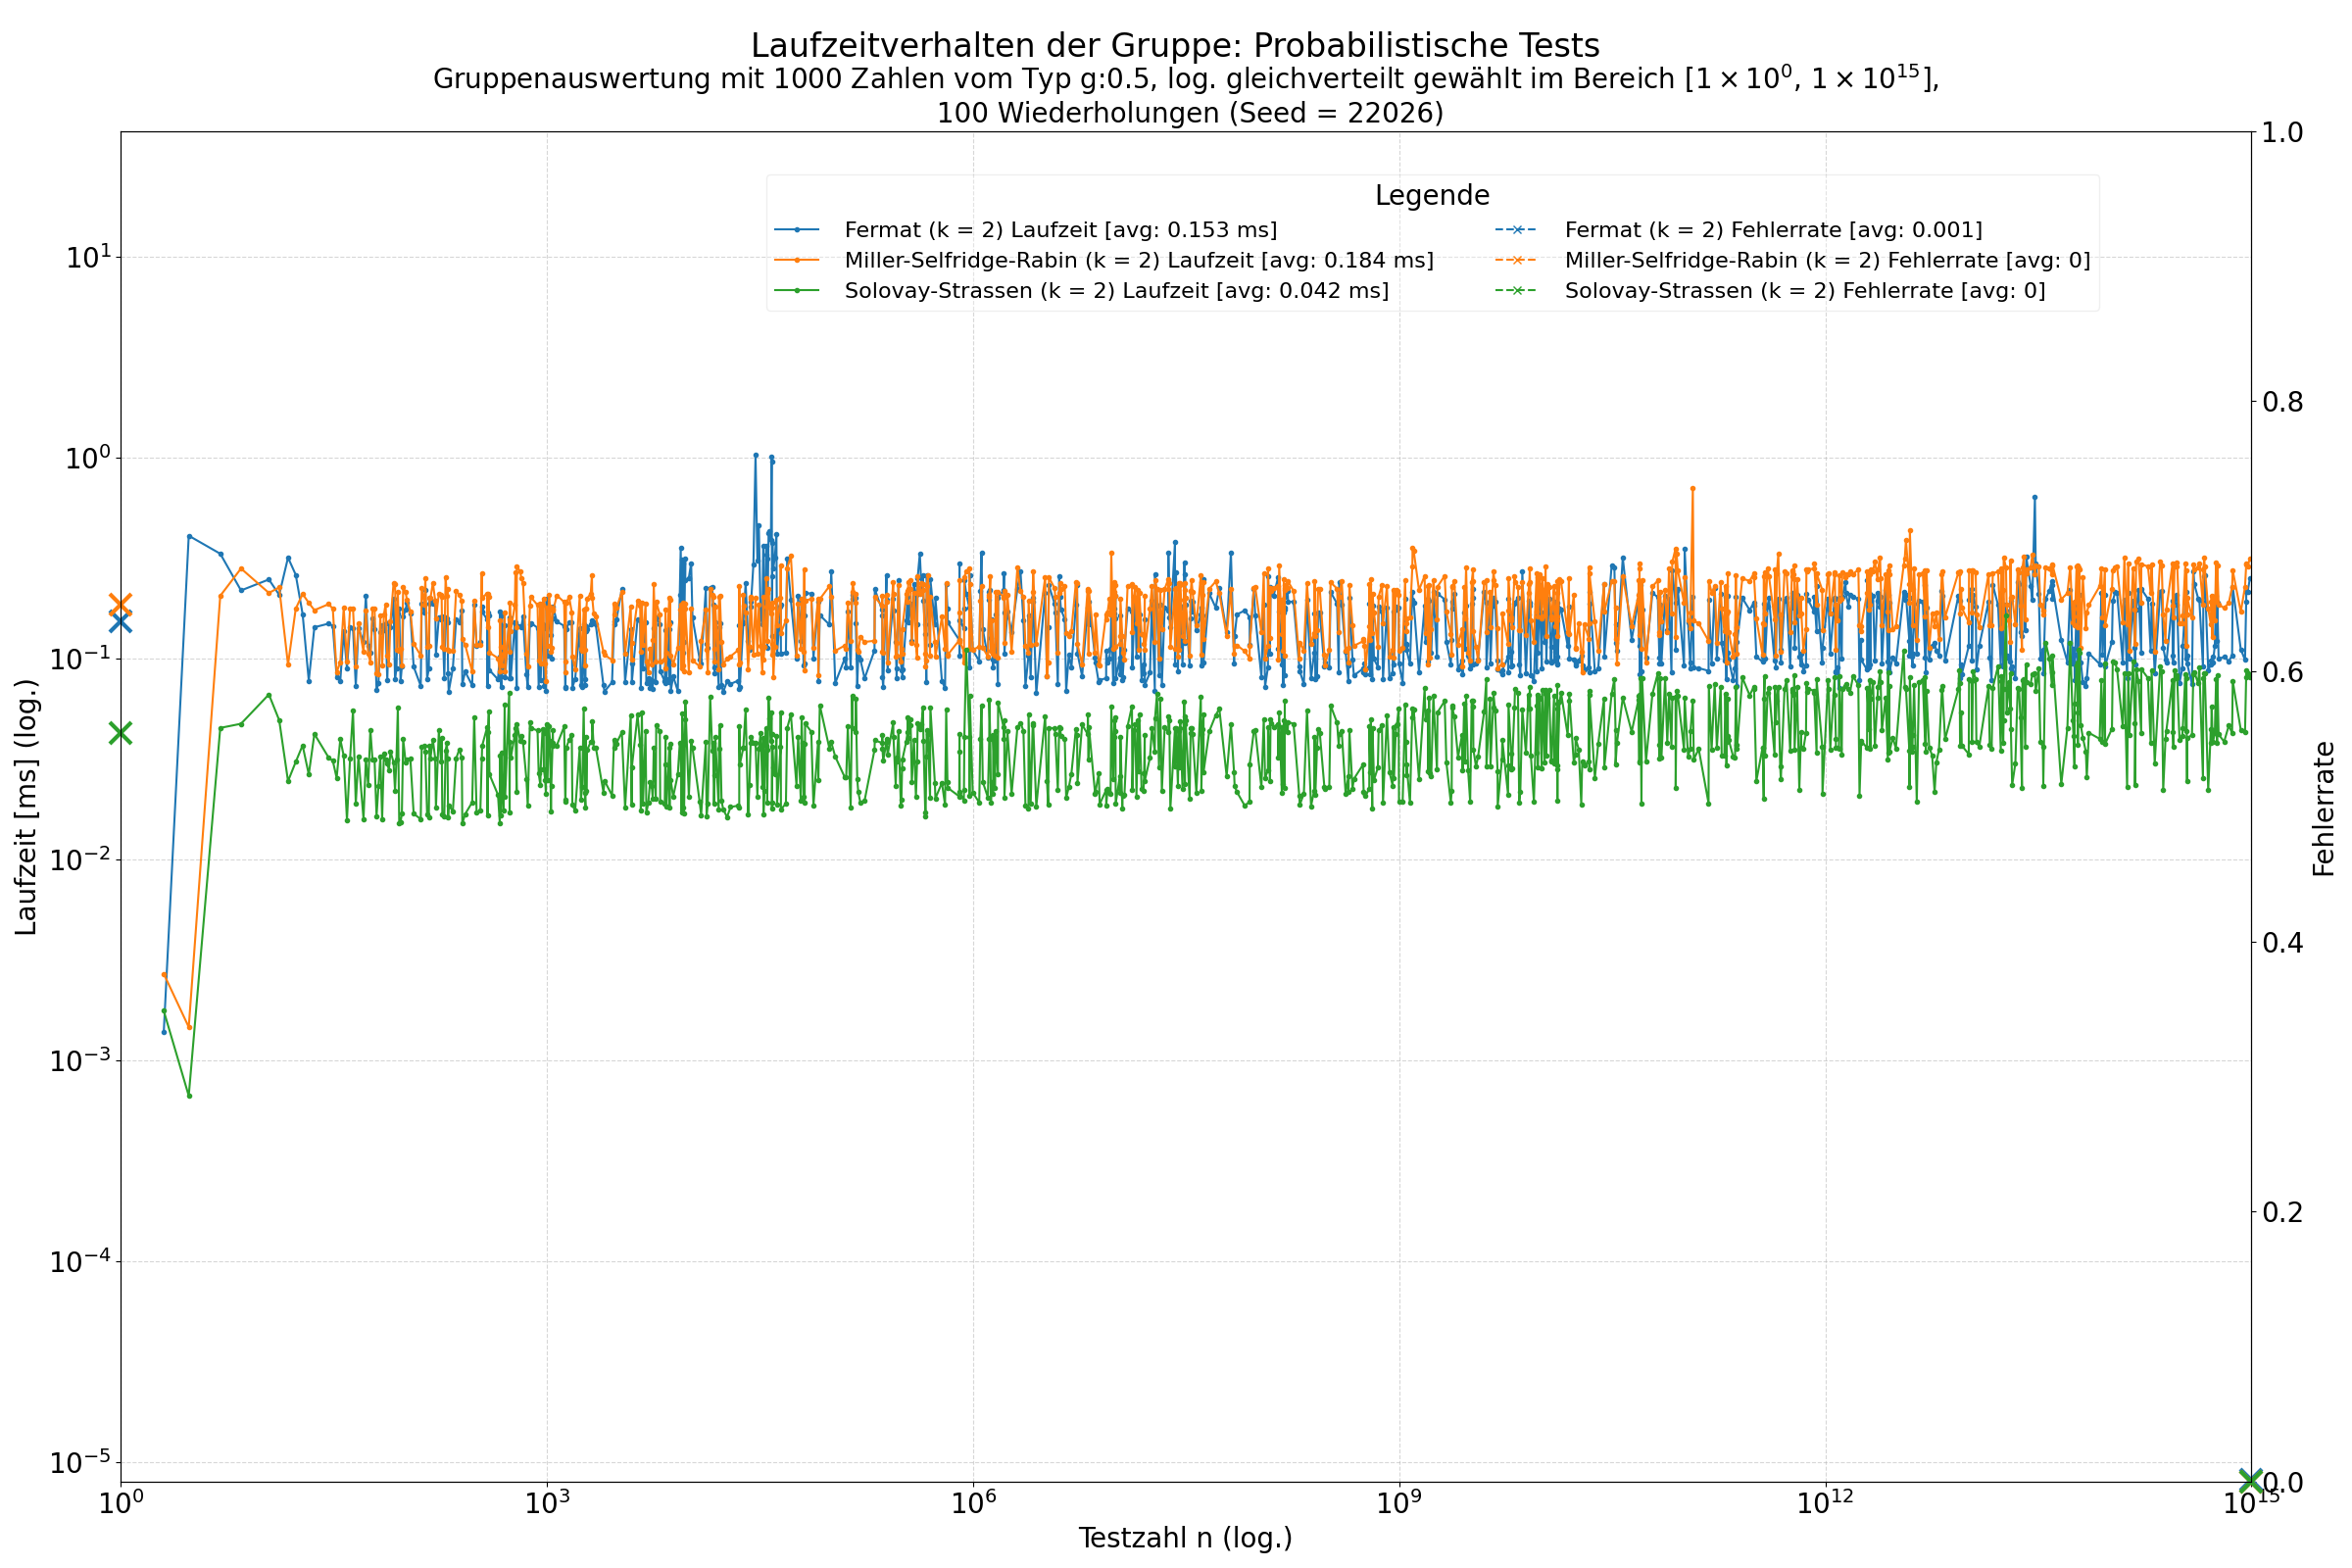 Laufzeitverhalten der Gruppe: Probabilistische Tests
Gruppenauswertung mit 1000 Zahlen vom Typ g:0.5, log. gleichverteilt gewählt im Bereich [1 × 10⁰, 1 × 10¹⁵],
100 Wiederholungen (Seed = 22026)
Legende
Fermat (k = 2) Laufzeit [avg: 0.153 ms]
Miller-Selfridge-Rabin (k = 2) Laufzeit [avg: 0.184 ms]
Solovay-Strassen (k = 2) Laufzeit [avg: 0.042 ms]
Fermat (k = 2) Fehlerrate [avg: 0.001]
Miller-Selfridge-Rabin (k = 2) Fehlerrate [avg: 0]
Solovay-Strassen (k = 2) Fehlerrate [avg: 0]
Laufzeit [ms] (log.)
10¹
10⁰
10⁻¹
10⁻²
10⁻³
10⁻⁴
10⁻⁵
1.0
0.8
0.6
0.4
0.2
0.0
Fehlerrate
10⁰
10³
10⁶
10⁹
10¹²
10¹⁵
Testzahl n (log.)